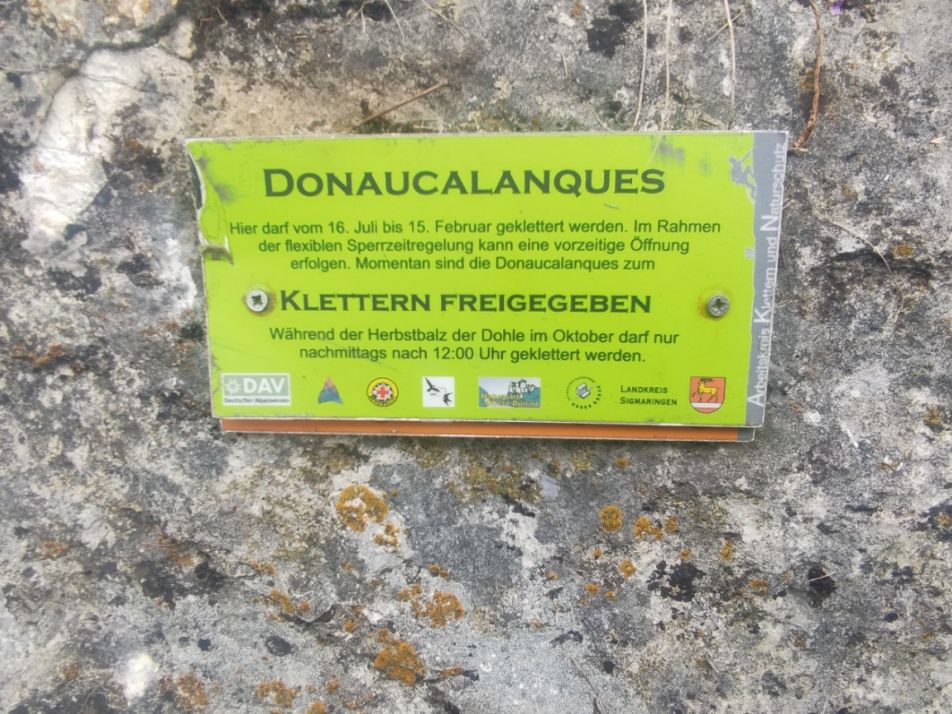 DONAUCALANQUES
Hier darf vom 16. Juli bis 15. Februar geklettert werden. Im Rahmen
der flexiblen Sperrzeitregelung kann eine vorzeitige Öffnung
erfolgen. Momentan sind die Donaucalanques zum
KLETTERN FREIGEGEBEN
Während der Herbstbalz der Dohle im Oktober darf nur
nachmittags nach 12:00 Uhr geklettert werden.
DAV
Deutscher Alpenverein
LANDKREIS
SIGMARINGEN
Arbeitskreis Klettern und Naturschutz